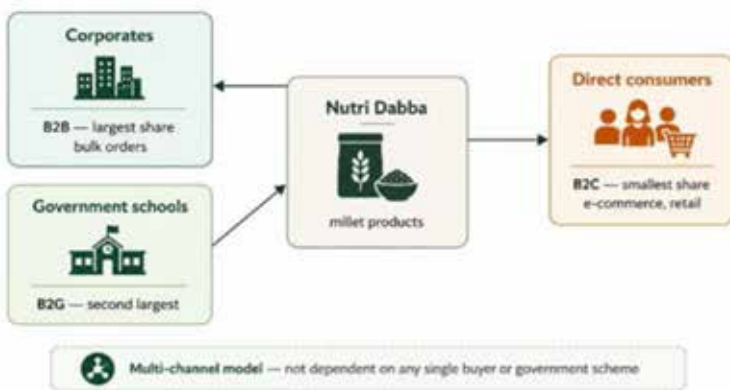 Corporates
B2B — largest share
bulk orders
Nutri Dabba
millet products
Direct consumers
B2C — smallest share
e-commerce, retail
Government schools
B2G — second largest
Multi-channel model — not dependent on any single buyer or government scheme